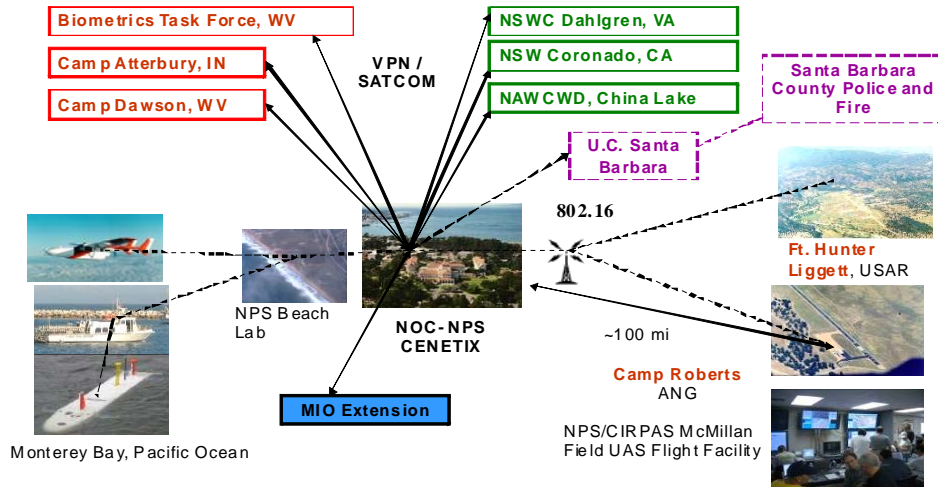 Biometrics Task Force, WV
Camp Atterbury, IN
Camp Dawson, WV
VPN /
SATCOM
NSWC Dahlgren, VA
NSW Coronado, CA
NAWCWD, China Lake
Santa Barbara
County Police and
Fire
U.C. Santa
Barbara
802.16
Ft. Hunter
Liggett, USAR
NPS Beach
Lab
NOC-NPS
CENETIX
~100 mi
Camp Roberts
ANG
MIO Extension
NPS/CIRPAS McMillan
Field UAS Flight Facility
Monterey Bay, Pacific Ocean